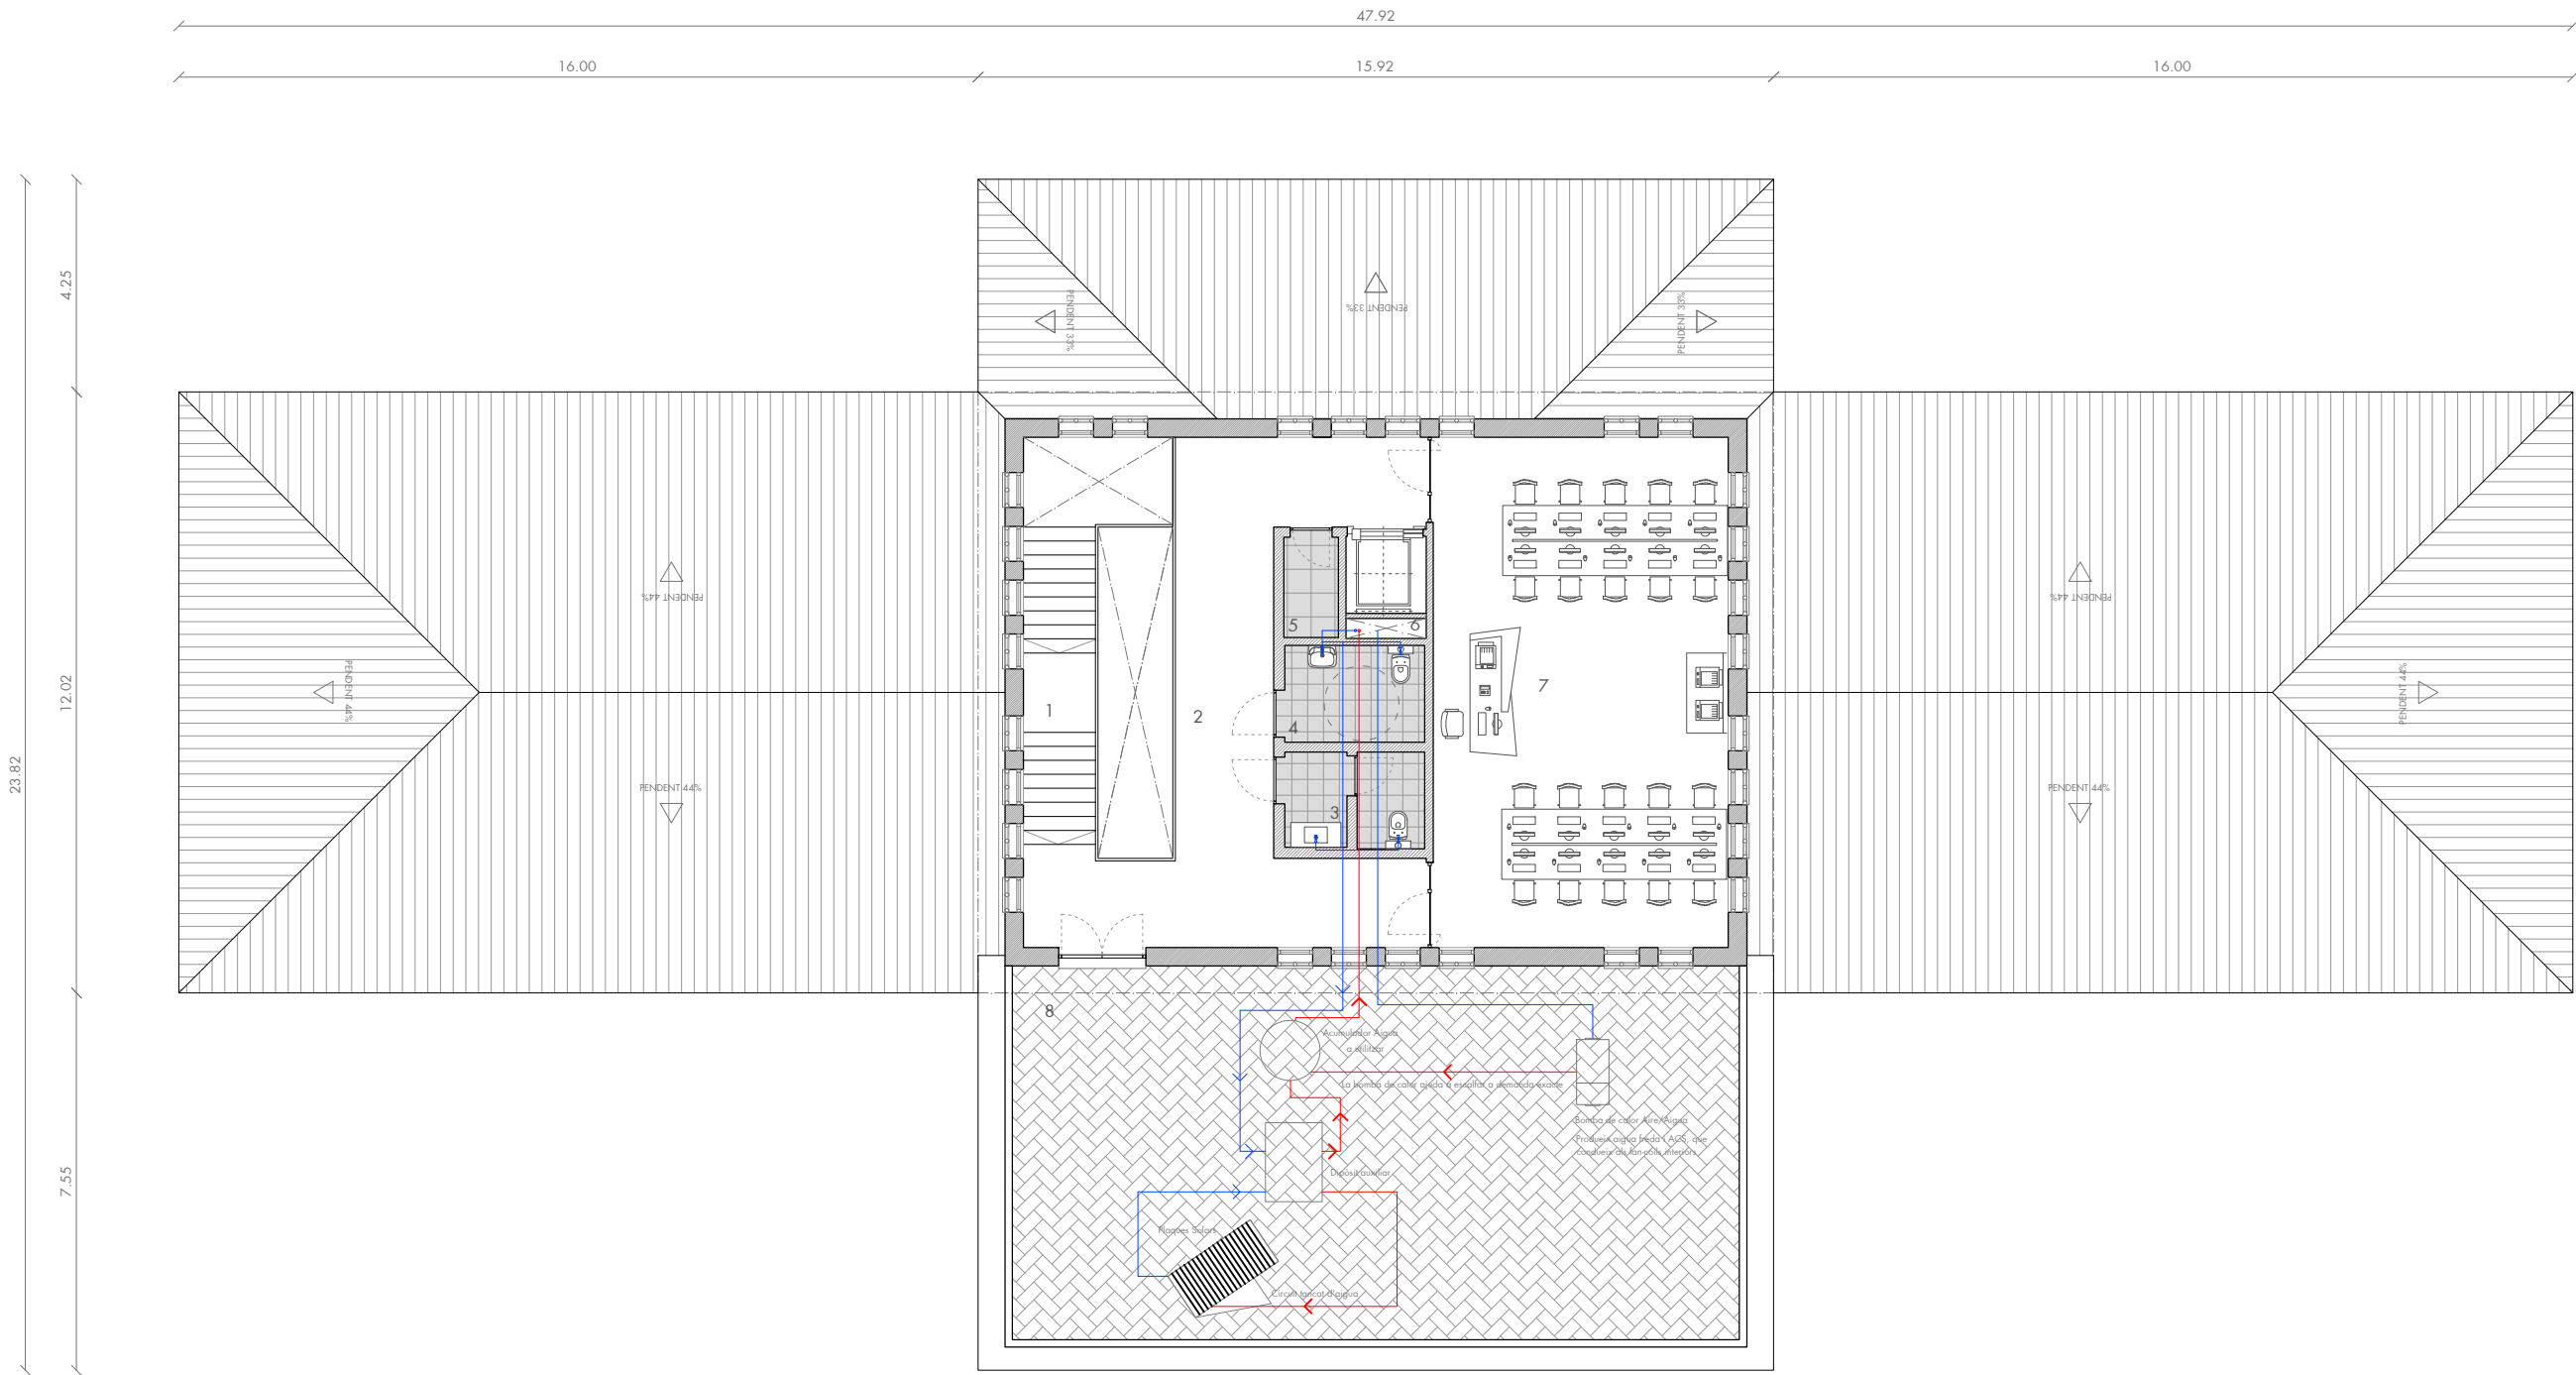 47.92
16.00
15.92
16.00
4.25
12.02
23.82
7.55
PENDENT 33%
PENDENT 33%
PENDENT 33%
PENDENT 44%
PENDENT 44%
PENDENT 44%
PENDENT 44%
PENDENT 44%
PENDENT 44%
1
2
3
4
5
6
7
8
Acumulador Aigua
a utilitzar
La bomba de calor ajuda a escalfar a demanda exacte
Bomba de calor Aire/Aigua
Produeix aigua freda i ACS, que
condueix als fan-coils interiors
Dipòsit auxiliar
Plaques Solars
Circuit tancat d'aigua